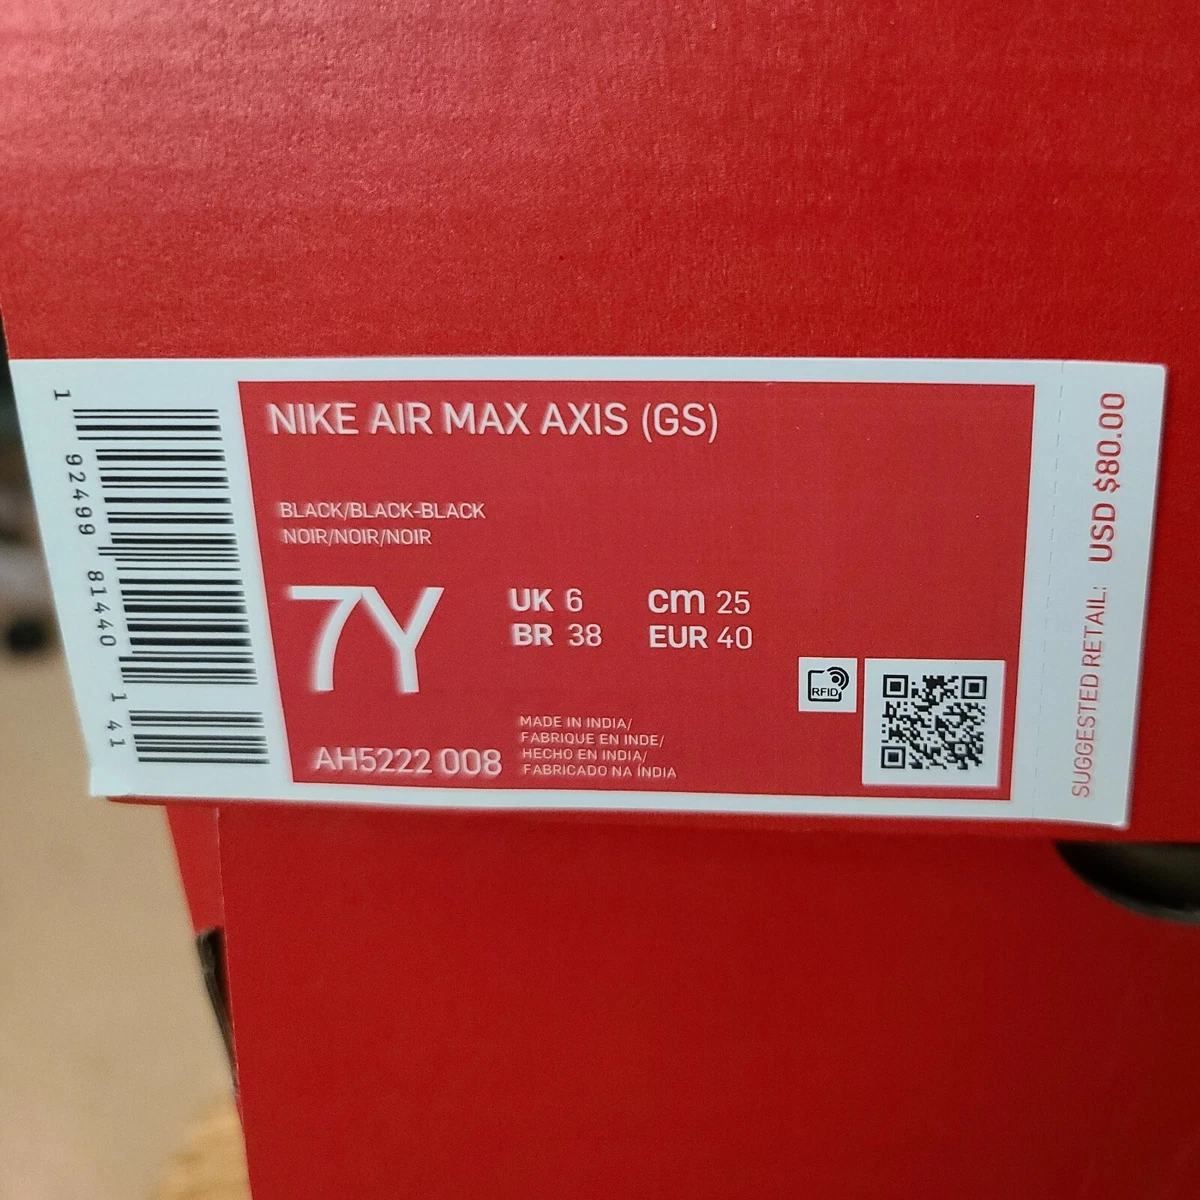 NIKE AIR MAX AXIS (GS)
BLACK/BLACK-BLACK
NOIR/NOIR/NOIR
7Y
UK 6
cm 25
BR 38
EUR 40
AH5222 008
MADE IN INDIA/
FABRIQUE EN INDE/
HECHO EN INDIA/
FABRICADO NA ÍNDIA
RFID
SUGGESTED RETAIL: USD $80.00
1 92499 81440 1 41